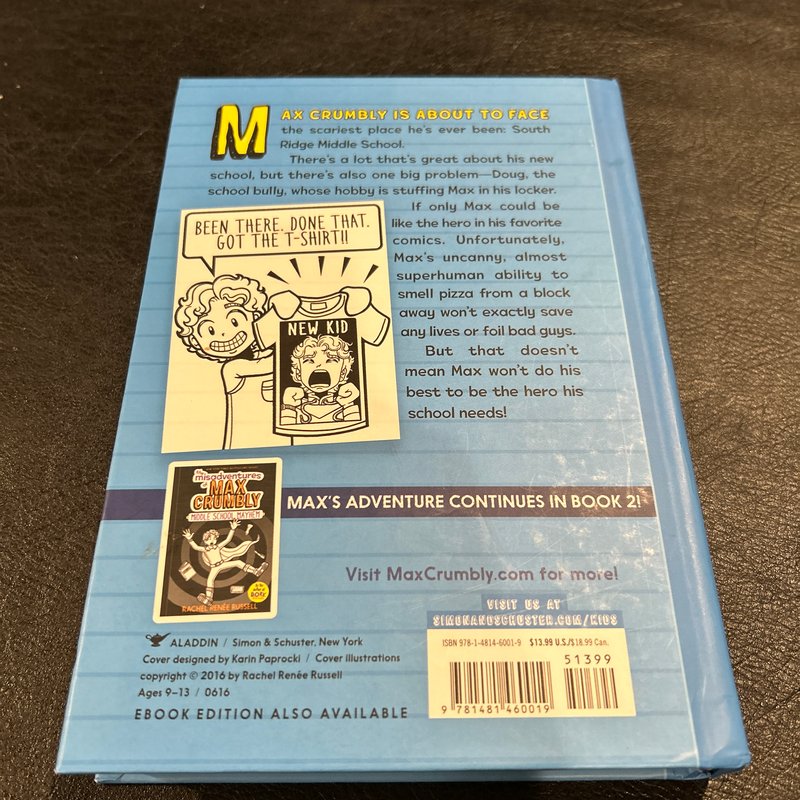 MAX CRUMBLY IS ABOUT TO FACE
the scariest place he's ever been: South
Ridge Middle School.
There's a lot that's great about his new
school, but there's also one big problem—Doug, the
school bully, whose hobby is stuffing Max in his locker.
If only Max could be
like the hero in his favorite
comics. Unfortunately,
Max's uncanny, almost
superhuman ability to
smell pizza from a block
away won't exactly save
any lives or foil bad guys.
But that doesn't
mean Max won't do his
best to be the hero his
school needs!
BEEN THERE. DONE THAT.
GOT THE T-SHIRT!!
NEW KID
the misadventures
of MAX
CRUMBLY
MIDDLE SCHOOL MAYHEM
RACHEL RENÉE RUSSELL
MAX'S ADVENTURE CONTINUES IN BOOK 2!
Visit MaxCrumbly.com for more!
VISIT US AT
SIMONANDSCHUSTER.COM/KIDS
ALADDIN / Simon & Schuster, New York
Cover designed by Karin Paprocki / Cover illustrations
copyright © 2016 by Rachel Renée Russell
Ages 9–13 / 0616
EBOOK EDITION ALSO AVAILABLE
ISBN 978-1-4814-6001-9 $13.99 U.S./$18.99 Can.
51399
9 781481 460019